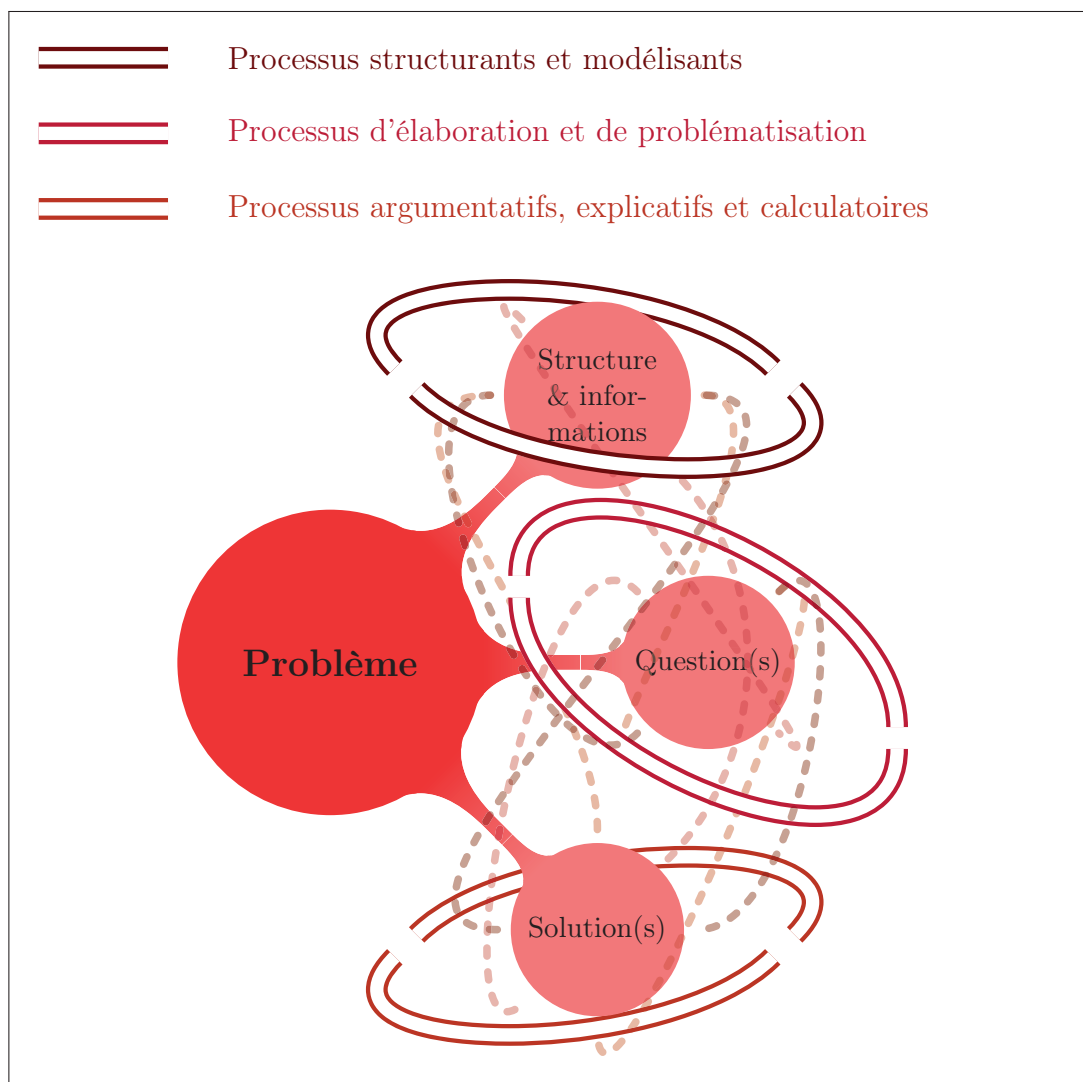 Processus structurants et modélisants
Processus d'élaboration et de problématisation
Processus argumentatifs, explicatifs et calculatoires
Structure
& infor-
mations
Problème
Question(s)
Solution(s)